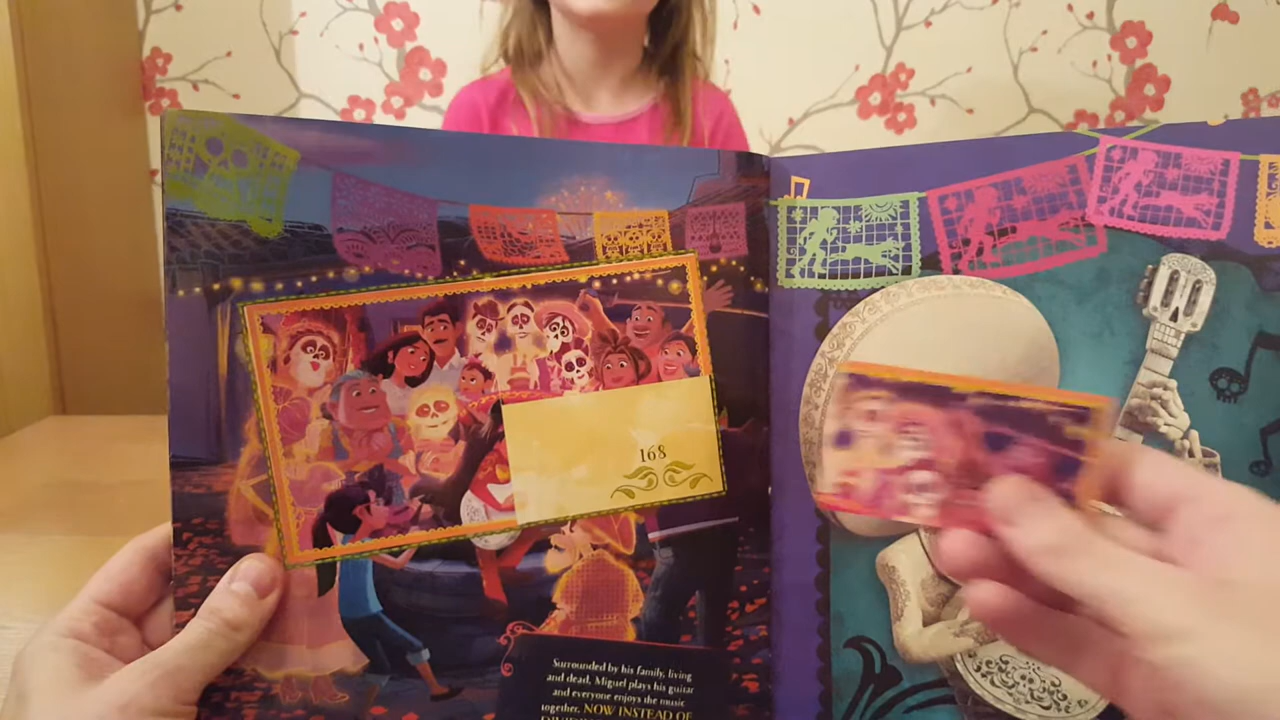 168
Surrounded by his family, living
and dead, Miguel plays his guitar
and everyone enjoys the music
together. NOW INSTEAD OF